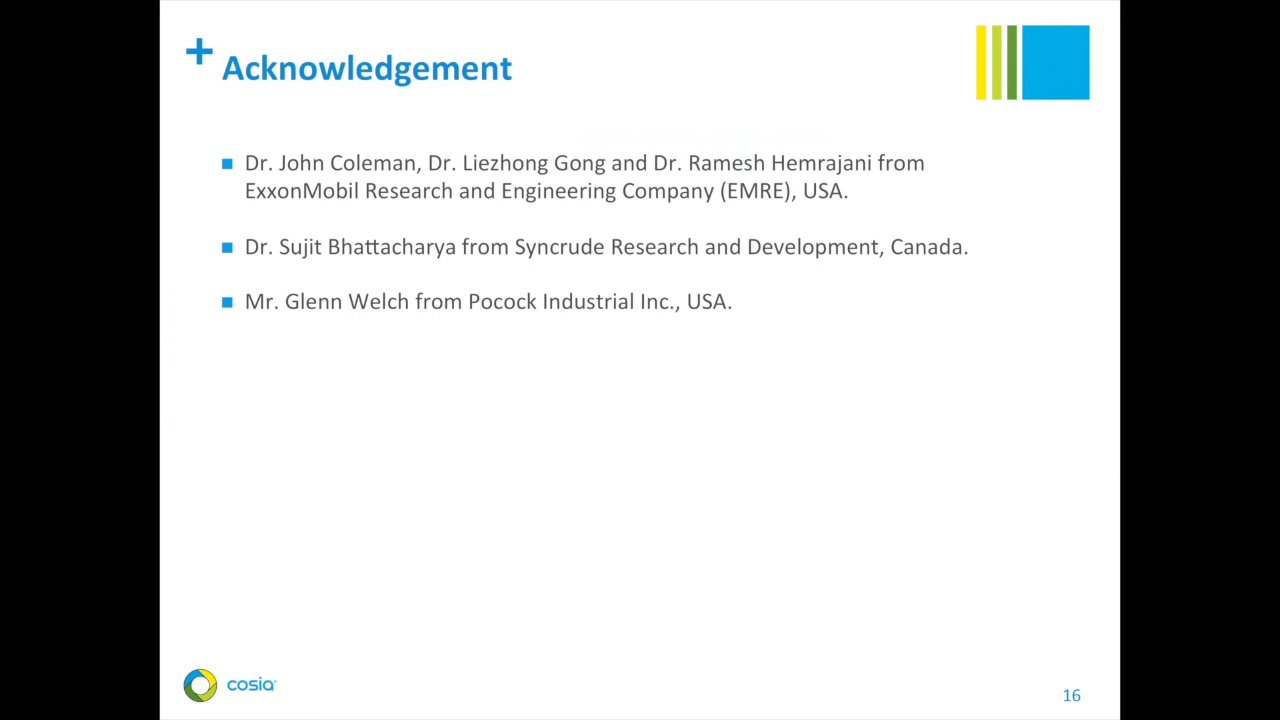 + Acknowledgement
Dr. John Coleman, Dr. Liezhong Gong and Dr. Ramesh Hemrajani from
ExxonMobil Research and Engineering Company (EMRE), USA.
Dr. Sujit Bhattacharya from Syncrude Research and Development, Canada.
Mr. Glenn Welch from Pocock Industrial Inc., USA.
cosia
16